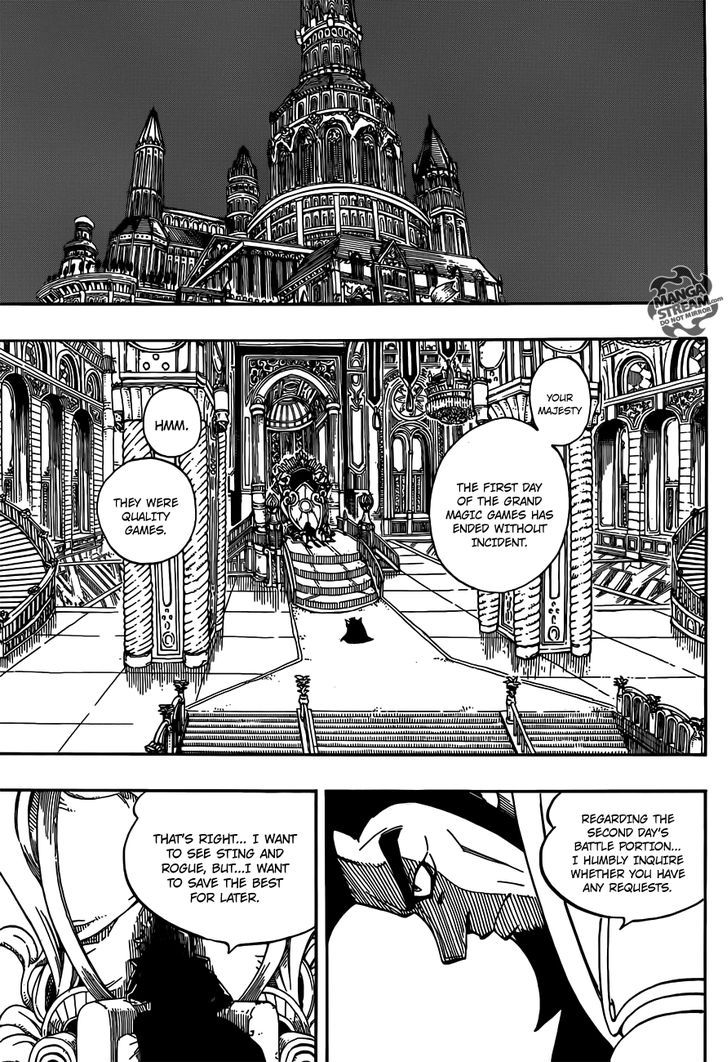 MANGA
STREAM.com
DO NOT MIRROR!
YOUR
MAJESTY
THE FIRST DAY
OF THE GRAND
MAGIC GAMES HAS
ENDED WITHOUT
INCIDENT.
HMM.
THEY WERE
QUALITY
GAMES.
REGARDING THE
SECOND DAY'S
BATTLE PORTION...
I HUMBLY INQUIRE
WHETHER YOU HAVE
ANY REQUESTS.
THAT'S RIGHT... I WANT
TO SEE STING AND
ROGUE, BUT...I WANT
TO SAVE THE BEST
FOR LATER.